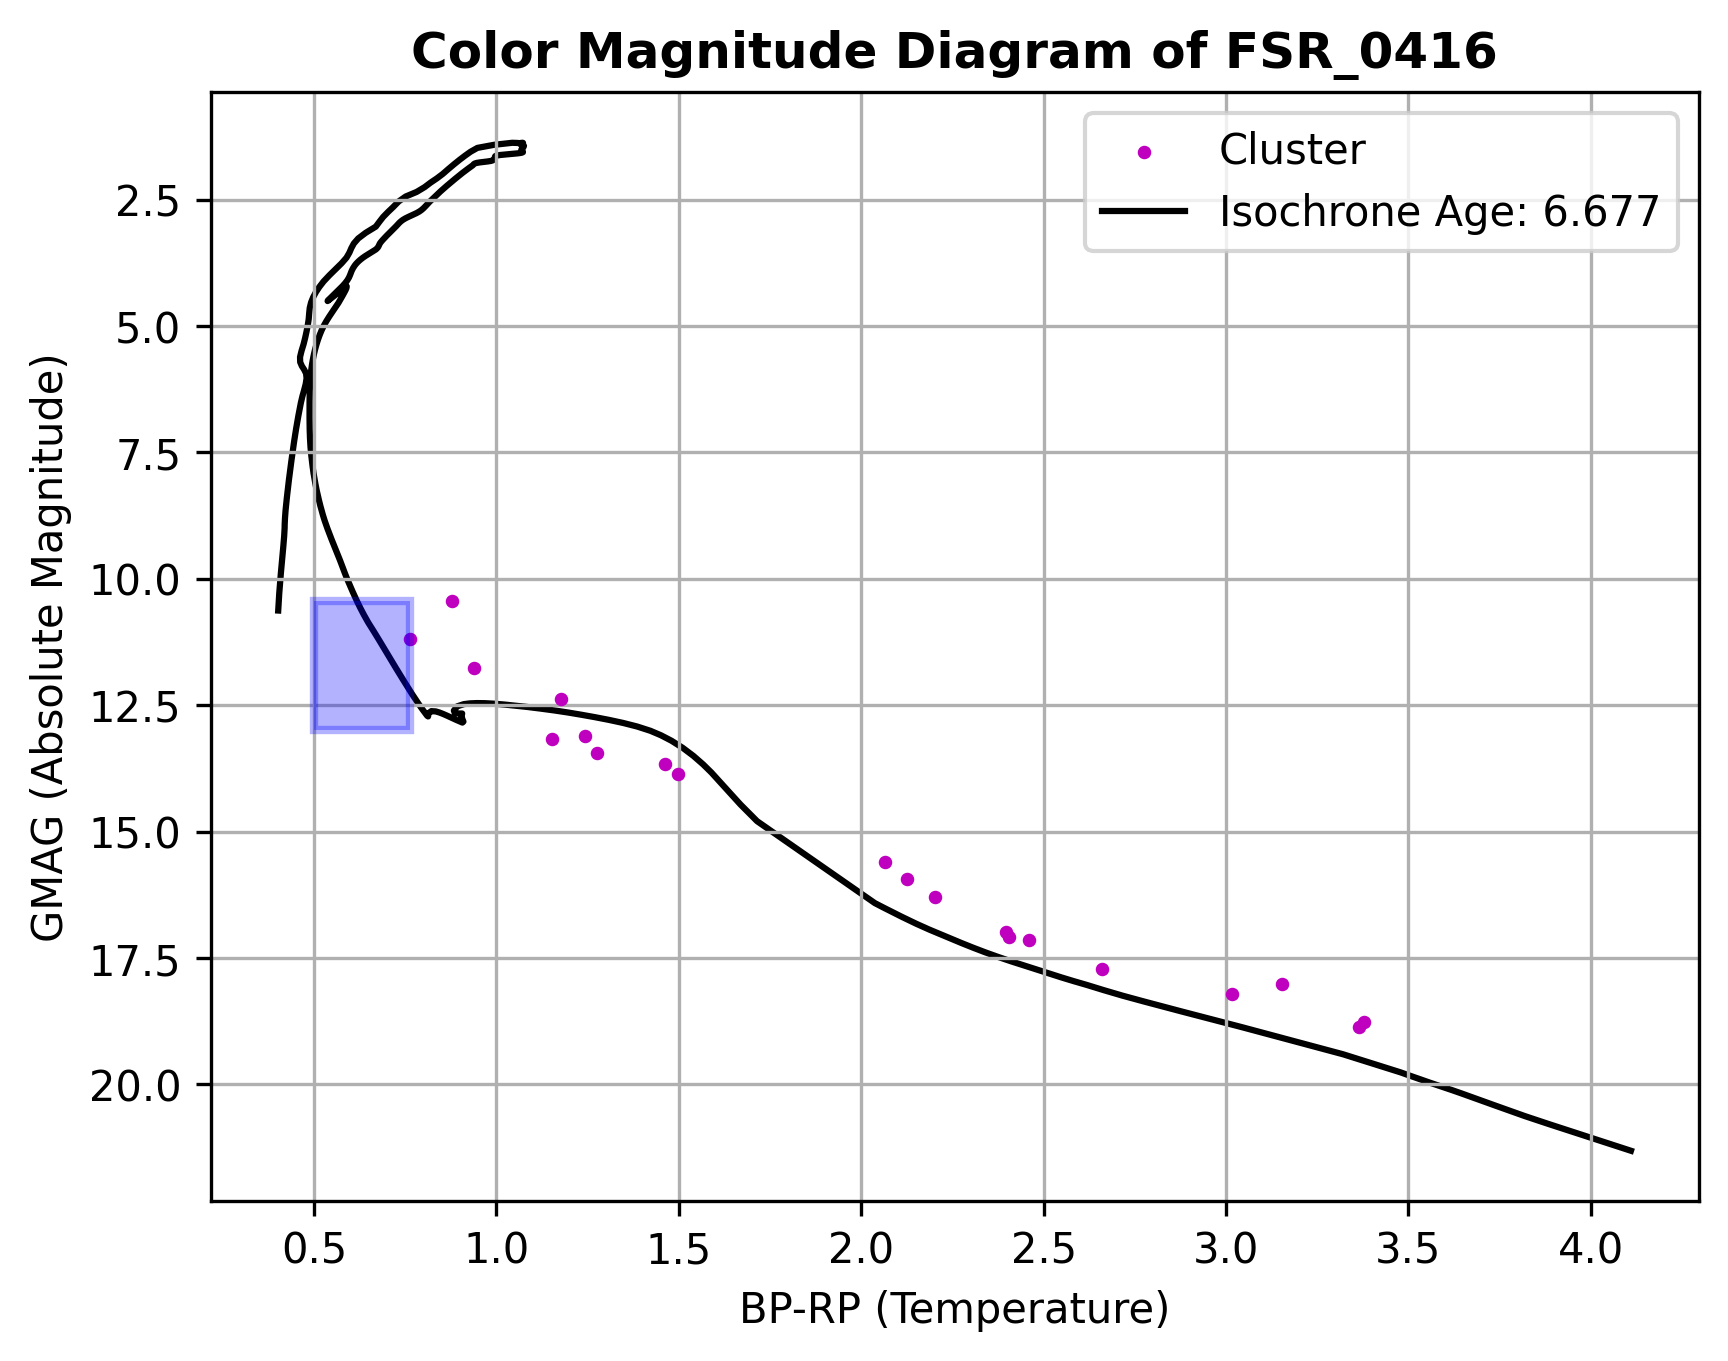 Color Magnitude Diagram of FSR_0416
Cluster
Isochrone Age: 6.677
GMAG (Absolute Magnitude)
2.5
5.0
7.5
10.0
12.5
15.0
17.5
20.0
0.5 1.0 1.5 2.0 2.5 3.0 3.5 4.0
BP-RP (Temperature)